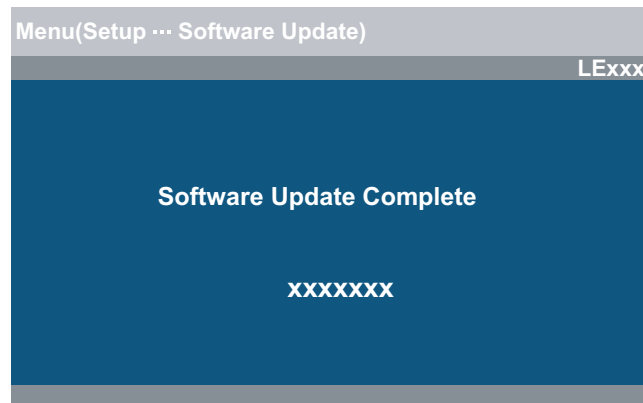 Menu(Setup ··· Software Update)
LExxx
Software Update Complete
xxxxxxx